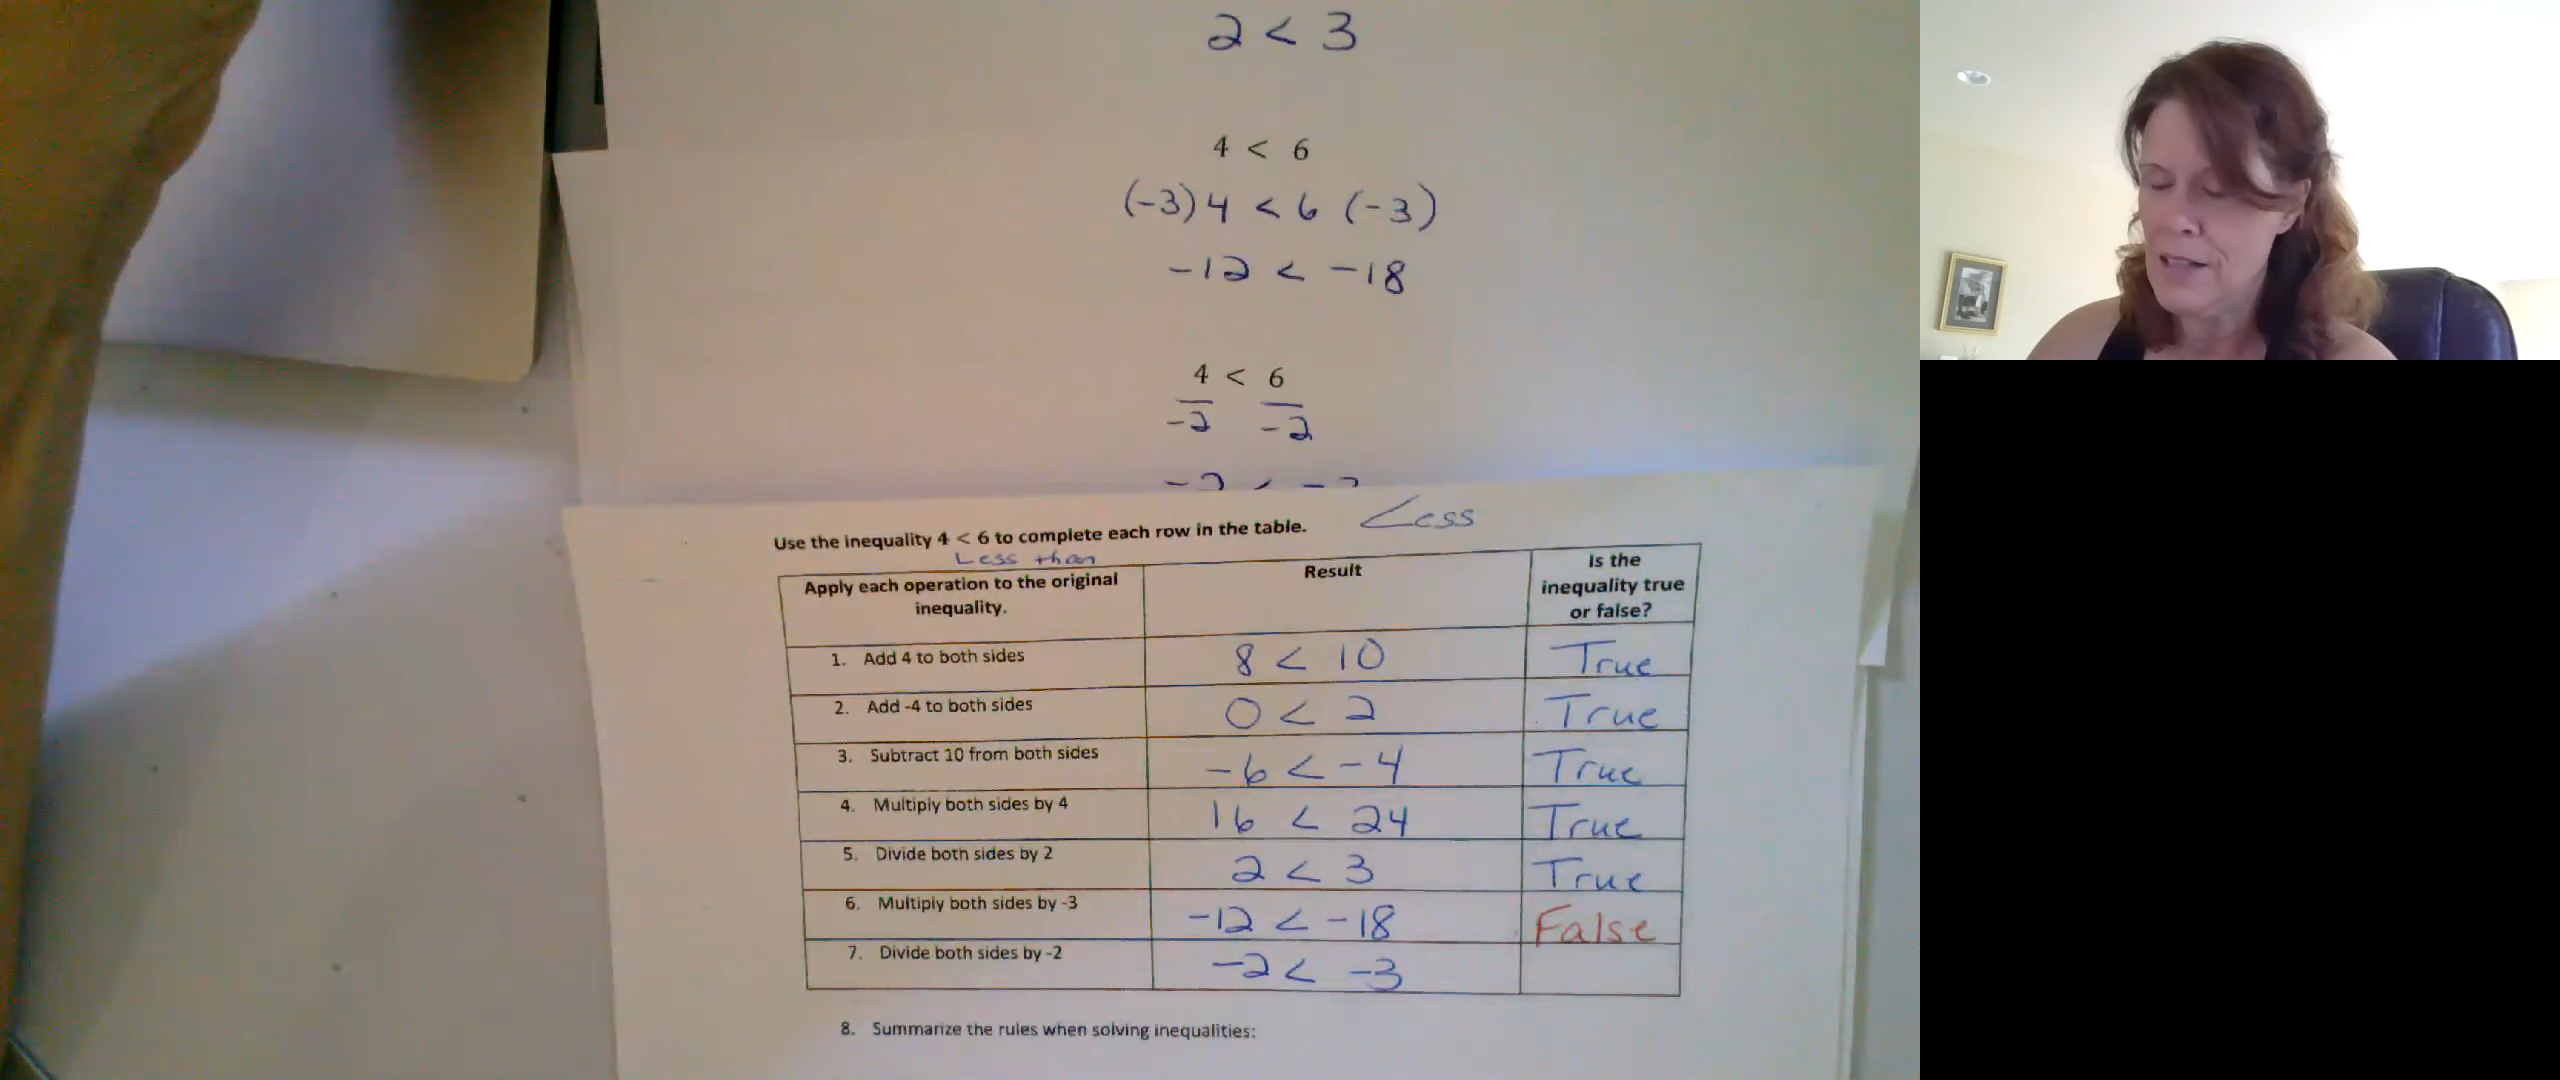 2 < 3
4 < 6
(-3) 4 < 6 (-3)
-12 < -18
4 < 6
-2 -2
Less
Use the inequality 4 < 6 to complete each row in the table.
Less than
Apply each operation to the original inequality.
Result
Is the inequality true or false?
1. Add 4 to both sides
8 < 10
True
2. Add -4 to both sides
0 < 2
True
3. Subtract 10 from both sides
-6 < -4
True
4. Multiply both sides by 4
16 < 24
True
5. Divide both sides by 2
2 < 3
True
6. Multiply both sides by -3
-12 < -18
False
7. Divide both sides by -2
-2 < -3
8. Summarize the rules when solving inequalities: